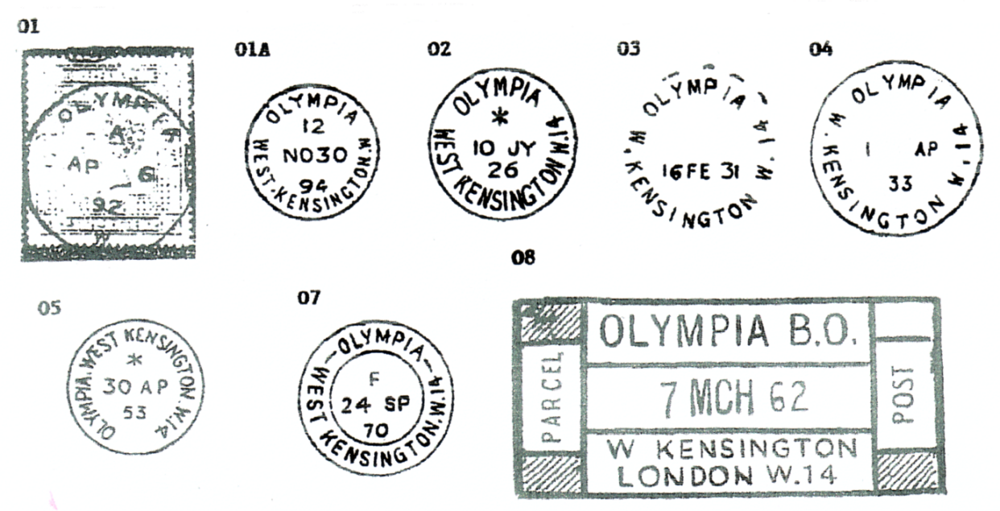 01
OLYMPIA
A
AP 6
92
W
01A
OLYMPIA
12
NO30
94
WEST KENSINGTON.W
02
OLYMPIA
*
10 JY
26
WEST KENSINGTON W.14
03
OLYMPIA
16 FE 31
W. KENSINGTON W.14
04
OLYMPIA
1 AP
33
W. KENSINGTON W.14
05
OLYMPIA.WEST KENSINGTON.W.14
*
30 AP
53
07
OLYMPIA
F
24 SP
70
WEST KENSINGTON.W.14
08
OLYMPIA B.O.
PARCEL
7 MCH 62
POST
W KENSINGTON
LONDON W.14